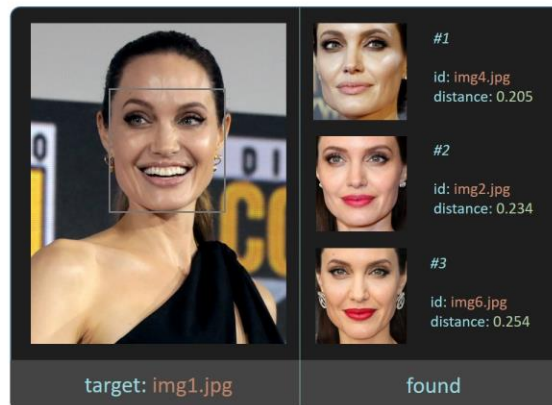 #1
id: img4.jpg
distance: 0.205
#2
id: img2.jpg
distance: 0.234
#3
id: img6.jpg
distance: 0.254
target: img1.jpg
found